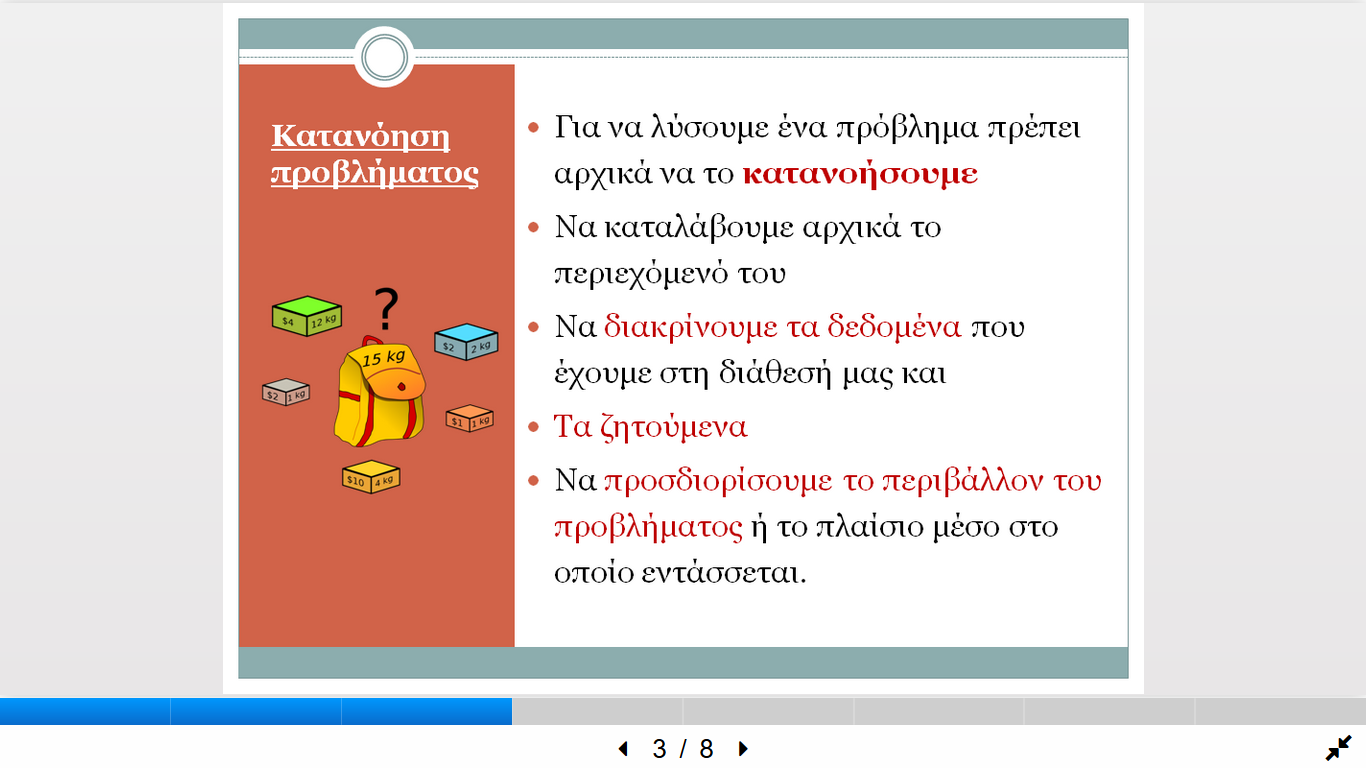 Κατανόηση
προβλήματος
?
$4 12 kg
15 kg
$2 2 kg
$2 1 kg
$1 1 kg
$10 4 kg
Για να λύσουμε ένα πρόβλημα πρέπει
αρχικά να το κατανοήσουμε
Να καταλάβουμε αρχικά το
περιεχόμενό του
Να διακρίνουμε τα δεδομένα που
έχουμε στη διάθεσή μας και
Τα ζητούμενα
Να προσδιορίσουμε το περιβάλλον του
προβλήματος ή το πλαίσιο μέσο στο
οποίο εντάσσεται.
3 / 8